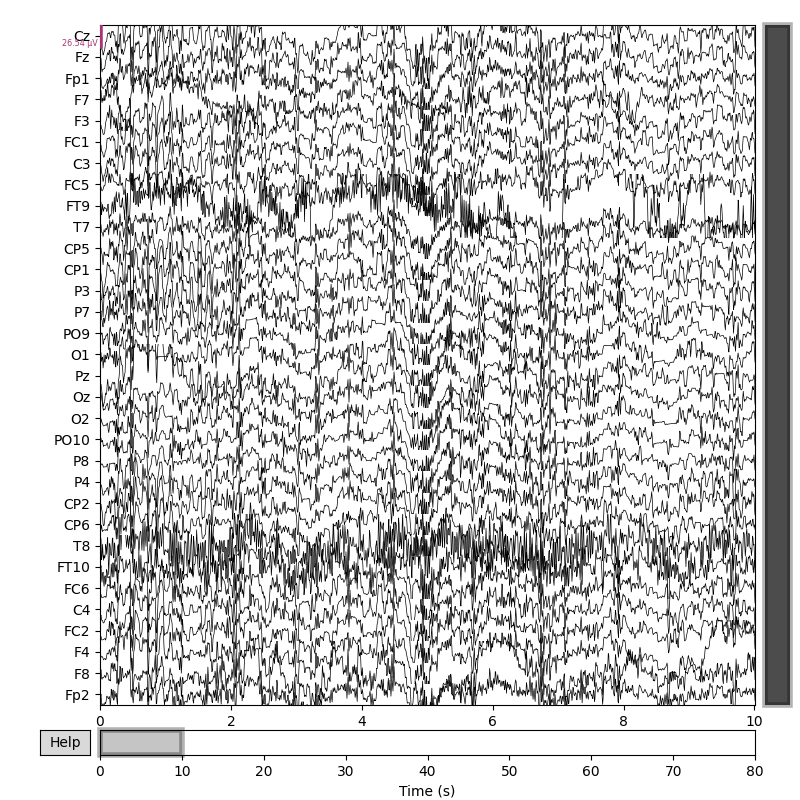 Cz
26.54 µV
Fz
Fp1
F7
F3
FC1
C3
FC5
FT9
T7
CP5
CP1
P3
P7
PO9
O1
Pz
Oz
O2
PO10
P8
P4
CP2
CP6
T8
FT10
FC6
C4
FC2
F4
F8
Fp2
0 2 4 6 8 10
Help
0 10 20 30 40 50 60 70 80
Time (s)